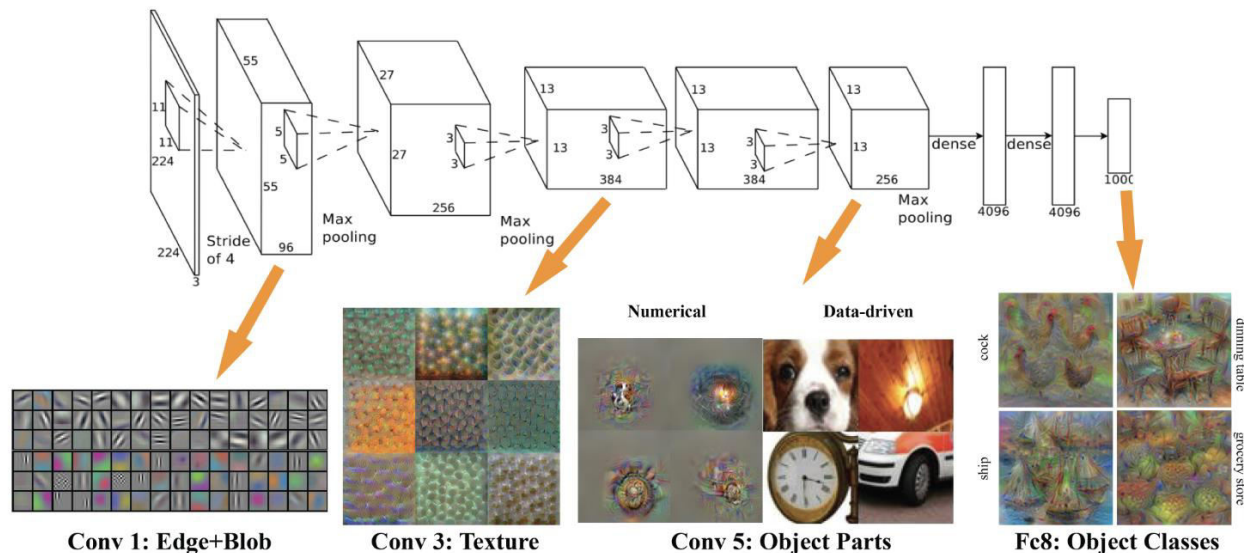 11
11
224
224
3
Stride
of 4
55
55
5
5
96
Max
pooling
27
27
3
3
256
Max
pooling
13
13
3
3
384
13
13
3
3
384
13
13
256
Max
pooling
dense
4096
dense
4096
1000
Numerical
Data-driven
cock
dining table
ship
grocery store
Conv 1: Edge+Blob
Conv 3: Texture
Conv 5: Object Parts
Fc8: Object Classes